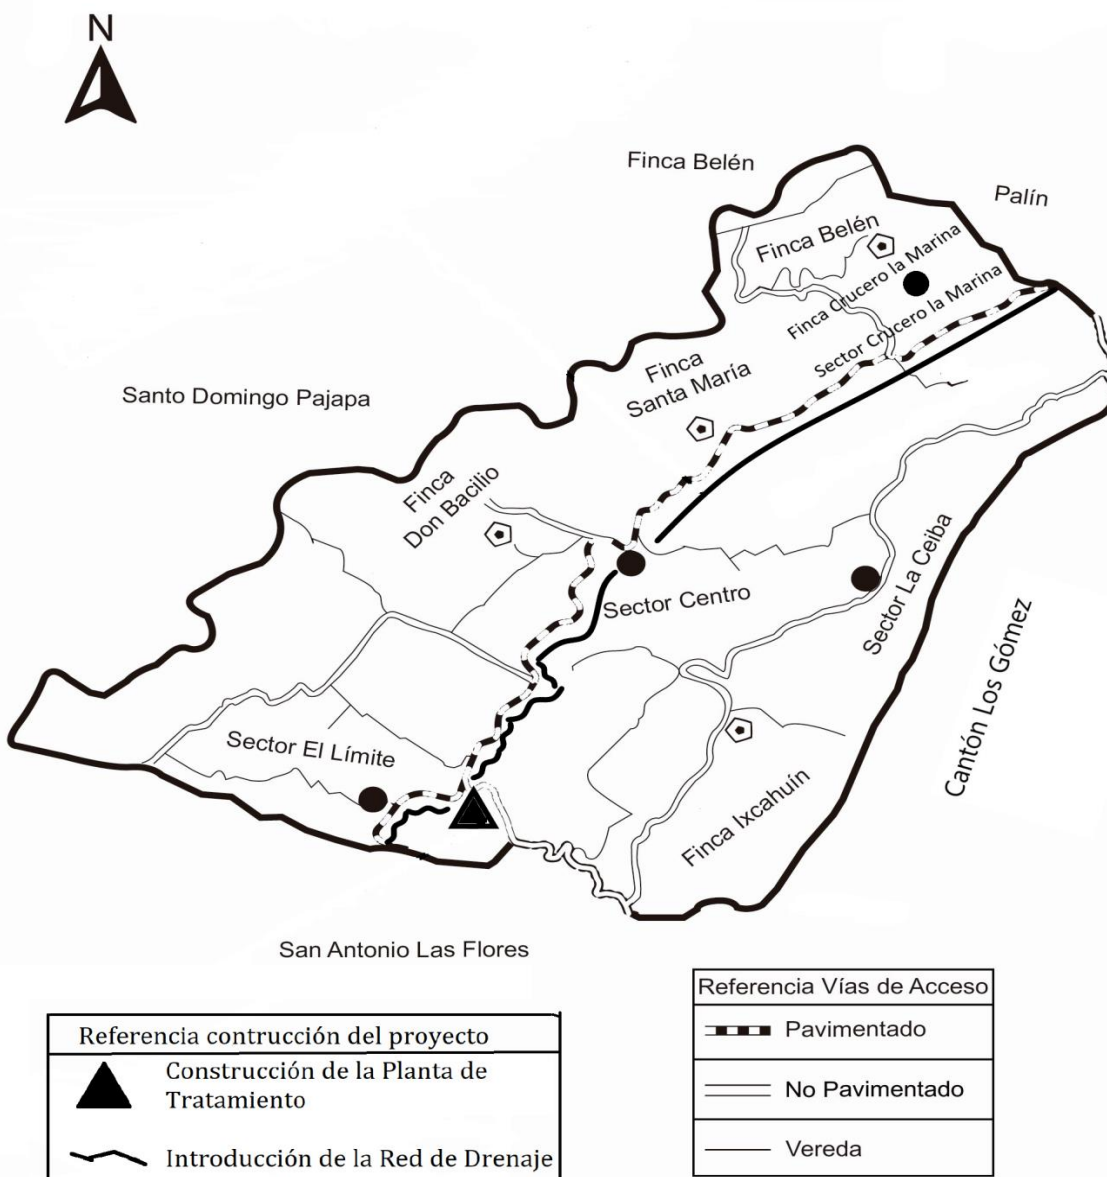 N
Finca Belén
Palín
Finca Belén
Finca Crucero la Marina
Sector Crucero la Marina
Finca
Santa María
Santo Domingo Pajapa
Finca
Don Bacilio
Sector Centro
Sector La Ceiba
Cantón Los Gómez
Sector El Límite
Finca Ixcahuín
San Antonio Las Flores
Referencia contrucción del proyecto
Construcción de la Planta de
Tratamiento
Introducción de la Red de Drenaje
Referencia Vías de Acceso
Pavimentado
No Pavimentado
Vereda